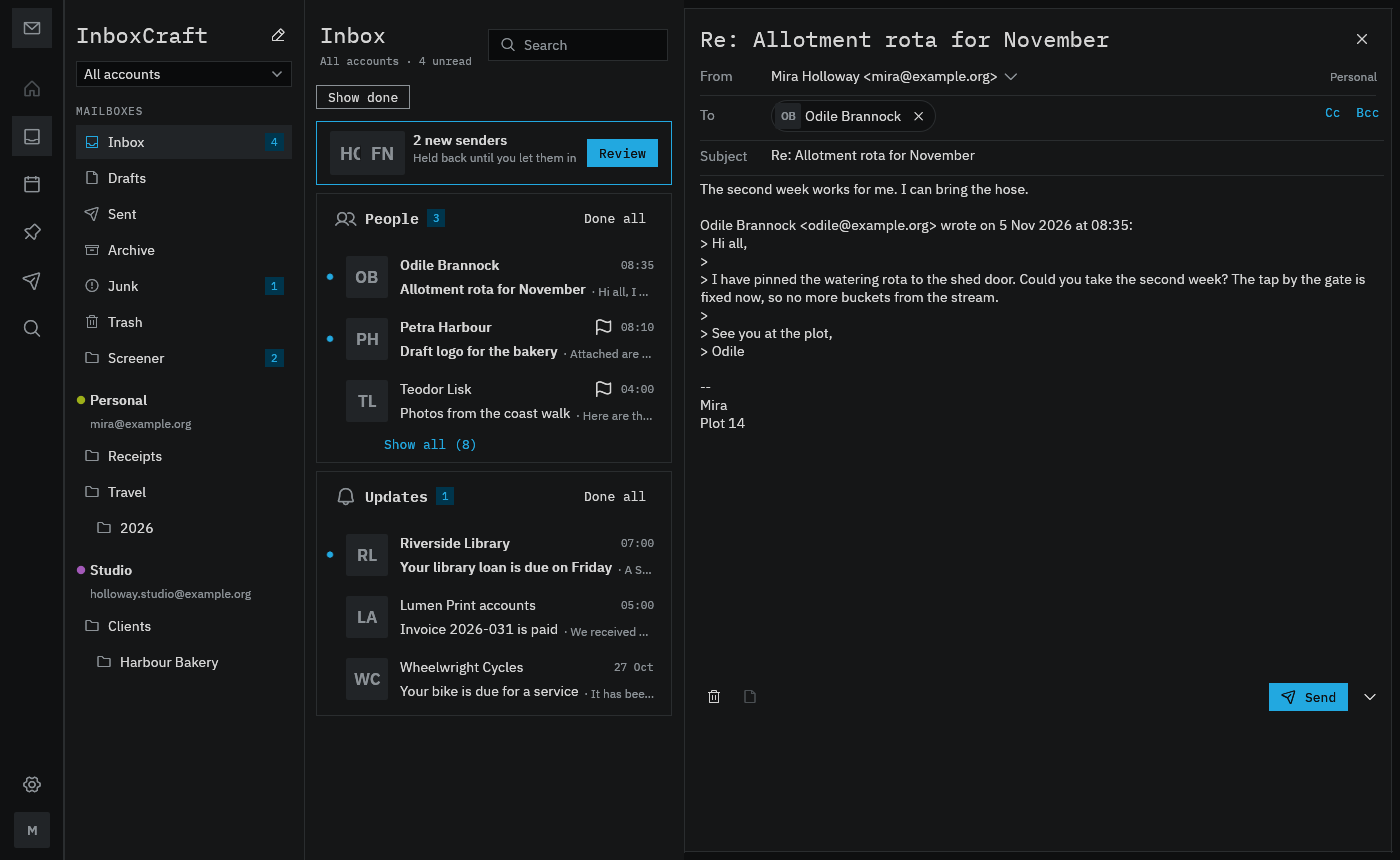 InboxCraft
All accounts
MAILBOXES
Inbox 4
Drafts
Sent
Archive
Junk 1
Trash
Screener 2
Personal
mira@example.org
Receipts
Travel
2026
Studio
holloway.studio@example.org
Clients
Harbour Bakery
M
Inbox
All accounts · 4 unread
Search
Show done
FN
2 new senders
Held back until you let them in
Review
People 3
Done all
OB
Odile Brannock 08:35
Allotment rota for November · Hi all, I ...
PH
Petra Harbour 08:10
Draft logo for the bakery · Attached are ...
TL
Teodor Lisk 04:00
Photos from the coast walk · Here are th...
Show all (8)
Updates 1
Done all
RL
Riverside Library 07:00
Your library loan is due on Friday · A S...
LA
Lumen Print accounts 05:00
Invoice 2026-031 is paid · We received ...
WC
Wheelwright Cycles 27 Oct
Your bike is due for a service · It has bee...
Re: Allotment rota for November
From Mira Holloway <mira@example.org> Personal
To OB Odile Brannock Cc Bcc
Subject Re: Allotment rota for November
The second week works for me. I can bring the hose.
Odile Brannock <odile@example.org> wrote on 5 Nov 2026 at 08:35:
> Hi all,
>
> I have pinned the watering rota to the shed door. Could you take the second week? The tap by the gate is
fixed now, so no more buckets from the stream.
>
> See you at the plot,
> Odile
--
Mira
Plot 14
Send